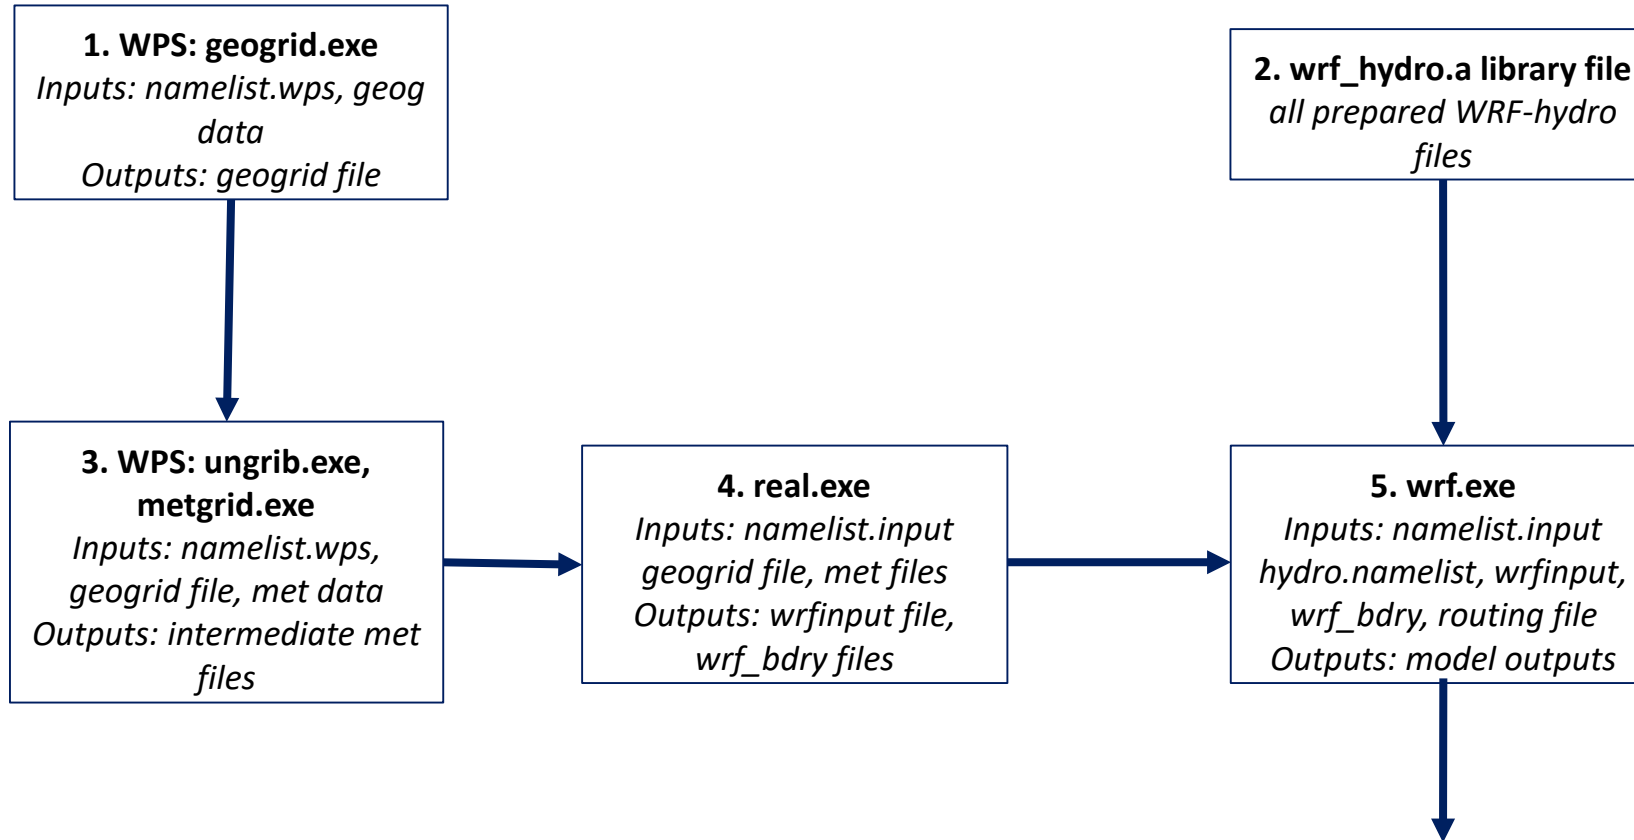 1. WPS: geogrid.exe
Inputs: namelist.wps, geog
data
Outputs: geogrid file
2. wrf_hydro.a library file
all prepared WRF-hydro
files
3. WPS: ungrib.exe,
metgrid.exe
Inputs: namelist.wps,
geogrid file, met data
Outputs: intermediate met
files
4. real.exe
Inputs: namelist.input
geogrid file, met files
Outputs: wrfinput file,
wrf_bdry files
5. wrf.exe
Inputs: namelist.input
hydro.namelist, wrfinput,
wrf_bdry, routing file
Outputs: model outputs